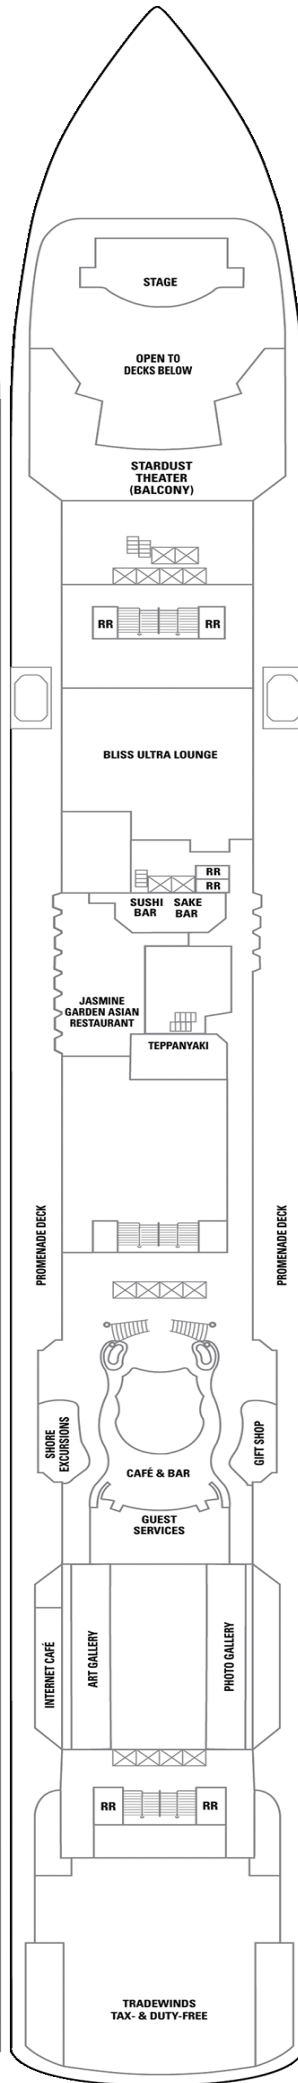 STAGE
OPEN TO
DECKS BELOW
STARDUST
THEATER
(BALCONY)
RR
RR
BLISS ULTRA LOUNGE
RR
RR
SUSHI
BAR
SAKE
BAR
JASMINE
GARDEN ASIAN
RESTAURANT
TEPPANYAKI
PROMENADE DECK
PROMENADE DECK
SHORE
EXCURSIONS
GIFT SHOP
CAFÉ & BAR
GUEST
SERVICES
INTERNET CAFÉ
ART GALLERY
PHOTO GALLERY
RR
RR
TRADEWINDS
TAX- & DUTY-FREE